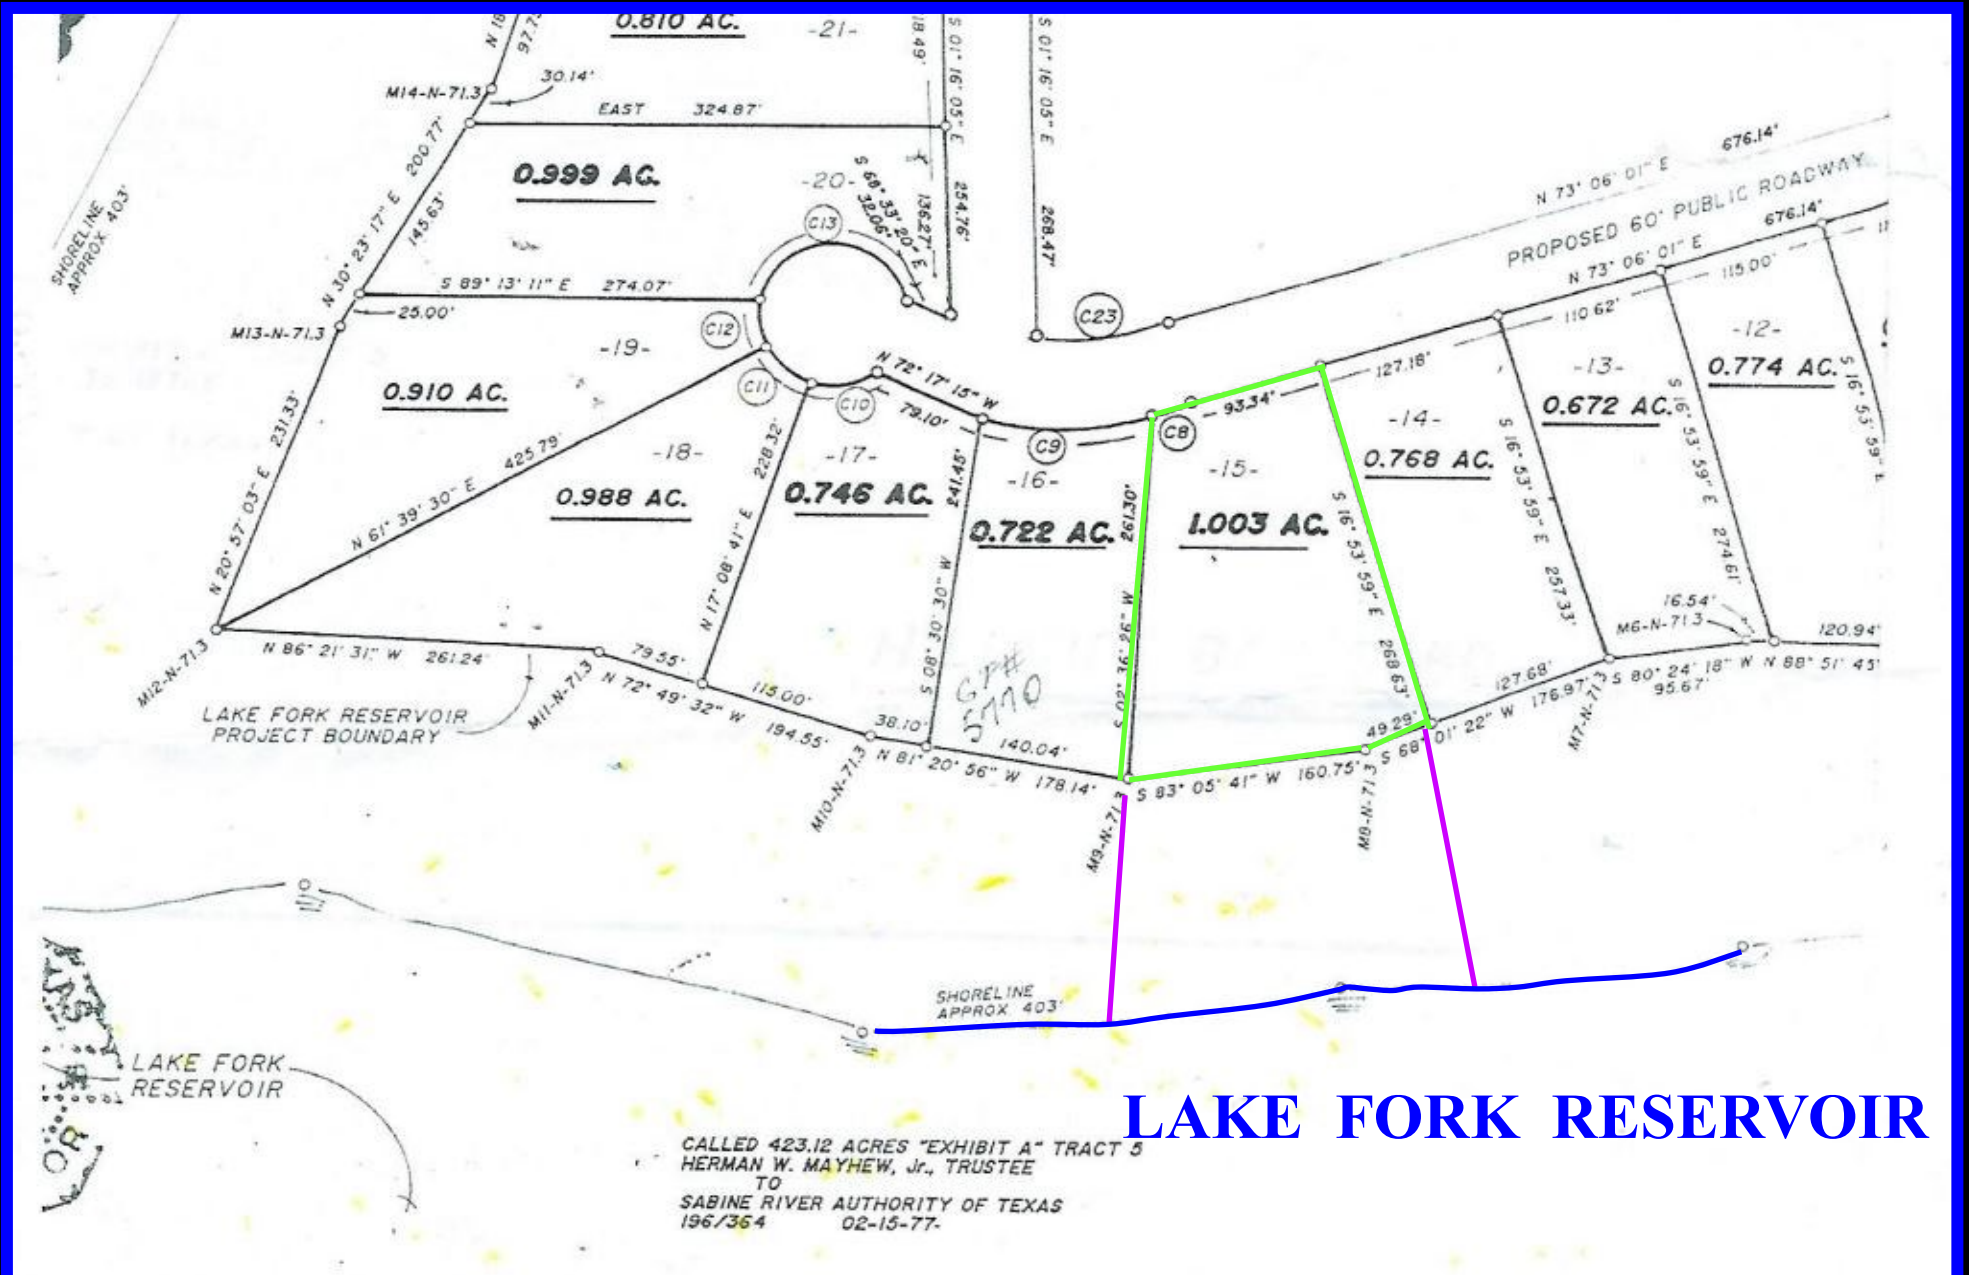 0.810 AC.
-21-
N 18
97.7
18.49'
S 01° 16' 05" E
S 01° 16' 05" E
M14-N-71.3
30.14'
EAST 324.87'
200.77'
676.14'
N 73° 06' 01" E
PROPOSED 60' PUBLIC ROADWAY
0.999 AC.
-20-
S 68° 33' 20" E
32.06'
136.27'
254.76'
268.47'
C13
SHORELINE
APPROX. 403'
N 30° 23' 17" E
145.63'
676.14'
N 73° 06' 01" E
115.00'
S 89° 13' 11" E 274.07'
25.00'
M13-N-71.3
C12
C23
110.62'
-12-
0.774 AC.
-19-
0.910 AC.
C11
C10
N 72° 17' 15" W
79.10'
C9
C8
93.34'
127.18'
-13-
0.672 AC.
S 16° 53' 59" E
231.33'
N 20° 57' 03" E
N 61° 39' 30" E 425.79'
-18-
0.988 AC.
228.32'
N 17° 08' 41" E
-17-
0.746 AC.
241.45'
S 08° 30' 30" W
-16-
0.722 AC.
261.30'
S 02° 36' 26" W
-15-
1.003 AC.
S 16° 53' 59" E 268.63'
-14-
0.768 AC.
S 16° 53' 59" E 257.33'
S 16° 53' 59" E 274.61'
16.54'
M6-N-71.3
120.94'
N 88° 51' 45"
M12-N-71.3
N 86° 21' 31" W 261.24'
M11-N-71.3
79.55'
N 72° 49' 32" W 194.55'
115.00'
38.10'
M10-N-71.3
N 81° 20' 56" W 178.14'
140.04'
5770
M9-N-71.3
S 83° 05' 41" W 160.75'
M8-N-71.3
49.29'
S 68° 01' 22" W 176.97'
127.68'
M7-N-71.3
S 80° 24' 18" W
95.67'
LAKE FORK RESERVOIR
PROJECT BOUNDARY
SHORELINE
APPROX. 403'
LAKE FORK
RESERVOIR
LAKE FORK RESERVOIR
CALLED 423.12 ACRES "EXHIBIT A" TRACT 5
HERMAN W. MAYHEW, Jr., TRUSTEE
TO
SABINE RIVER AUTHORITY OF TEXAS
196/364 02-15-77